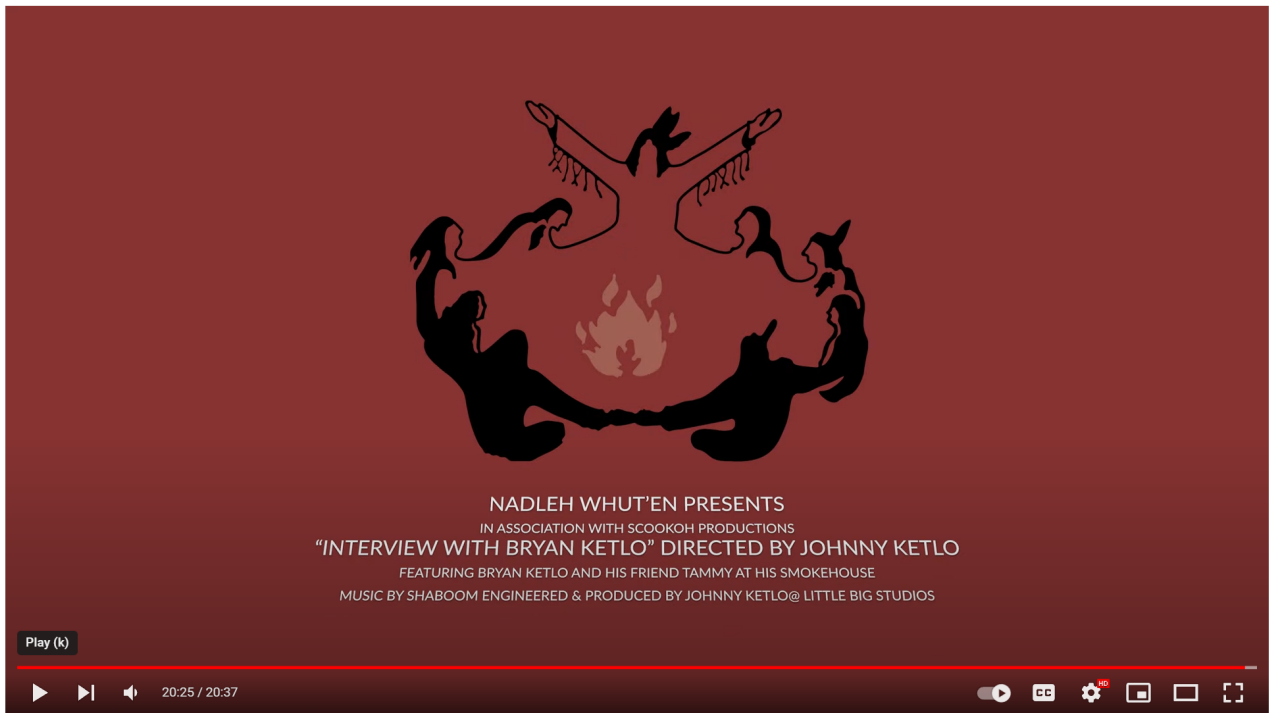 NADLEH WHUT’EN PRESENTS
IN ASSOCIATION WITH SCOOKOH PRODUCTIONS
“INTERVIEW WITH BRYAN KETLO” DIRECTED BY JOHNNY KETLO
FEATURING BRYAN KETLO AND HIS FRIEND TAMMY AT HIS SMOKEHOUSE
MUSIC BY SHABOOM ENGINEERED & PRODUCED BY JOHNNY KETLO@ LITTLE BIG STUDIOS
Play (k)
20:25 / 20:37
CC
HD